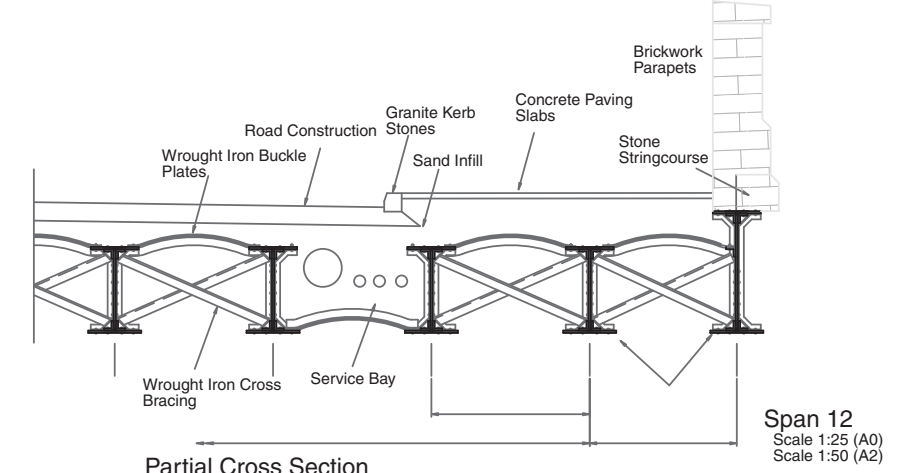 Brickwork
Parapets
Concrete Paving
Slabs
Granite Kerb
Stones
Road Construction
Stone
Stringcourse
Wrought Iron Buckle
Plates
Sand Infill
Wrought Iron Cross
Bracing
Service Bay
Span 12
Scale 1:25 (A0)
Scale 1:50 (A2)
Partial Cross Section